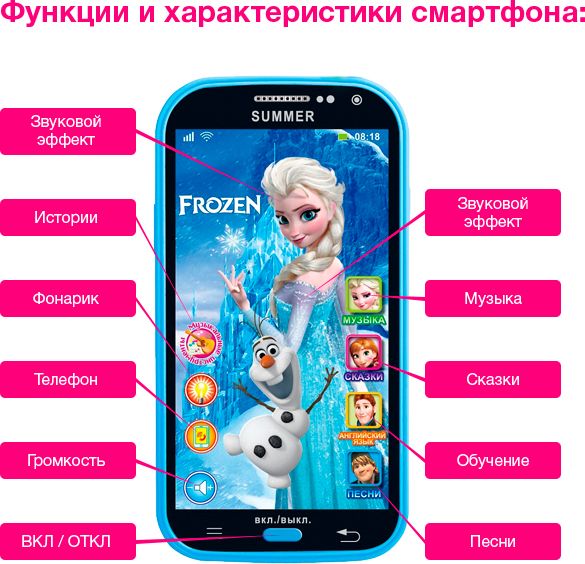 Функции и характеристики смартфона:
SUMMER
08:18
Звуковой
эффект
Истории
Фонарик
Телефон
Громкость
ВКЛ / ОТКЛ
FROZEN
Звуковой
эффект
Музыка
Сказки
Обучение
Песни
МУЗЫКА
СКАЗКИ
АНГЛИЙСКИЙ
ЯЗЫК
ПЕСНИ
вкл./выкл.